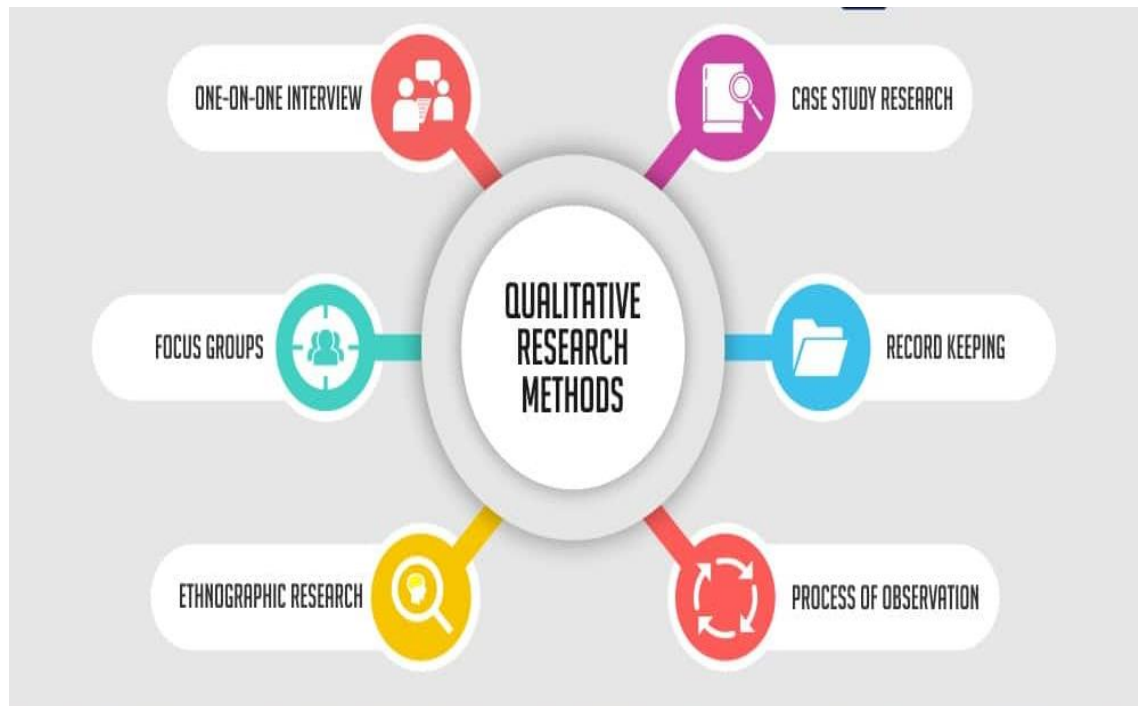 ONE-ON-ONE INTERVIEW
CASE STUDY RESEARCH
QUALITATIVE
RESEARCH
METHODS
FOCUS GROUPS
RECORD KEEPING
ETHNOGRAPHIC RESEARCH
PROCESS OF OBSERVATION